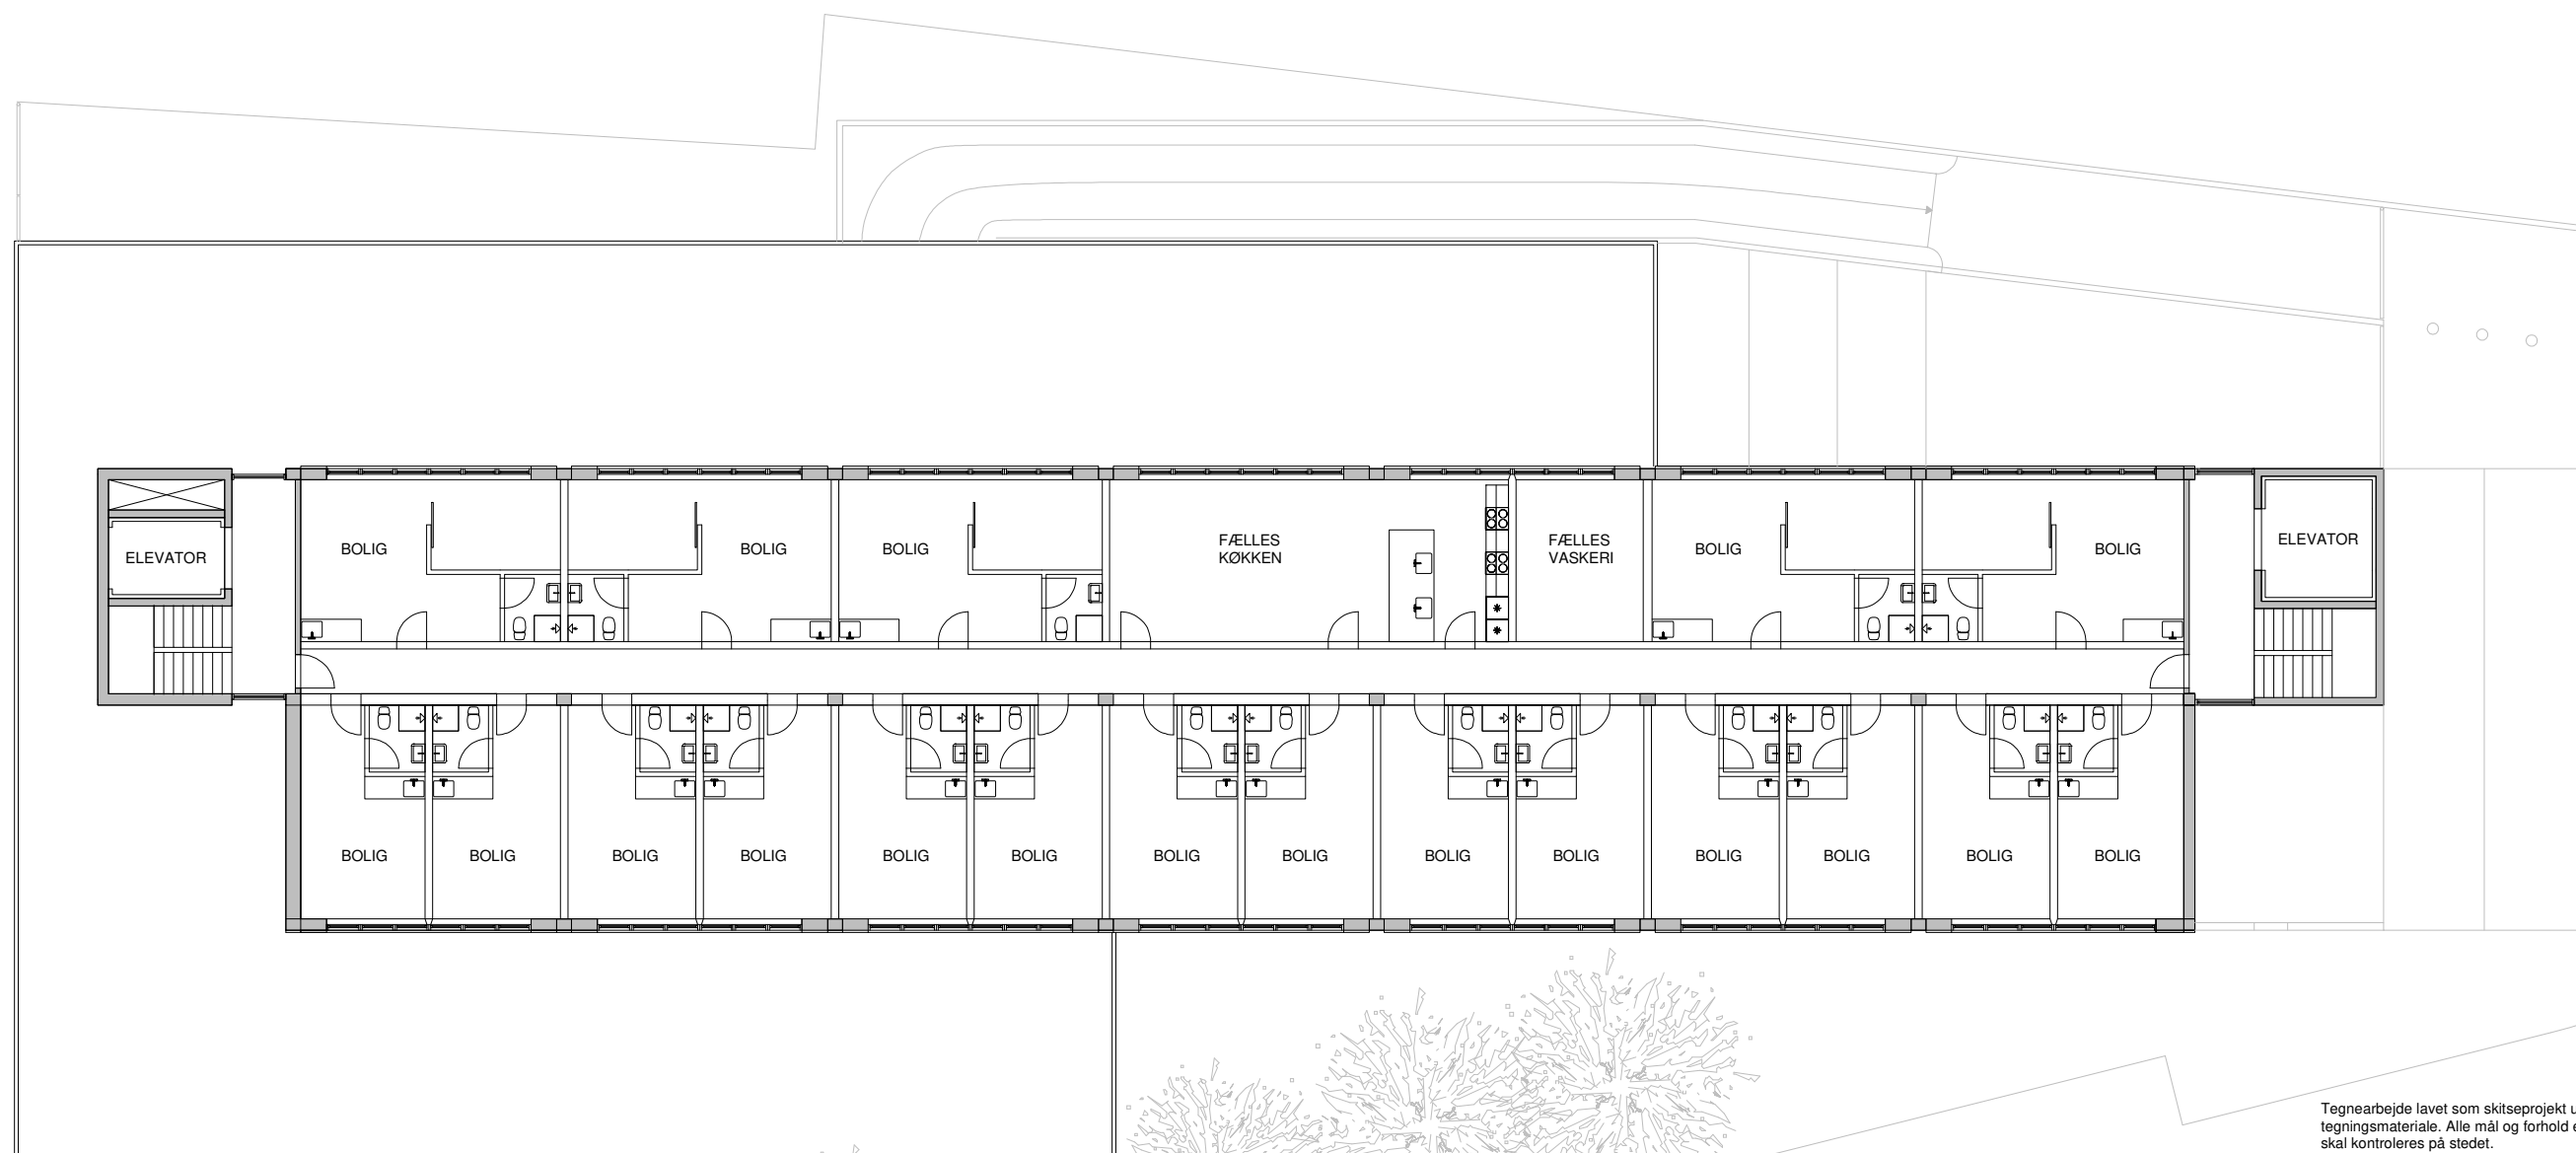 BOLIG
BOLIG
BOLIG
FÆLLES
KØKKEN
FÆLLES
VASKERI
BOLIG
BOLIG
ELEVATOR
ELEVATOR
BOLIG
BOLIG
BOLIG
BOLIG
BOLIG
BOLIG
BOLIG
BOLIG
BOLIG
BOLIG
BOLIG
BOLIG
BOLIG
BOLIG
Tegnearbejde lavet som skitseprojekt
tegningsmateriale. Alle mål og forhold
skal kontroleres på stedet.